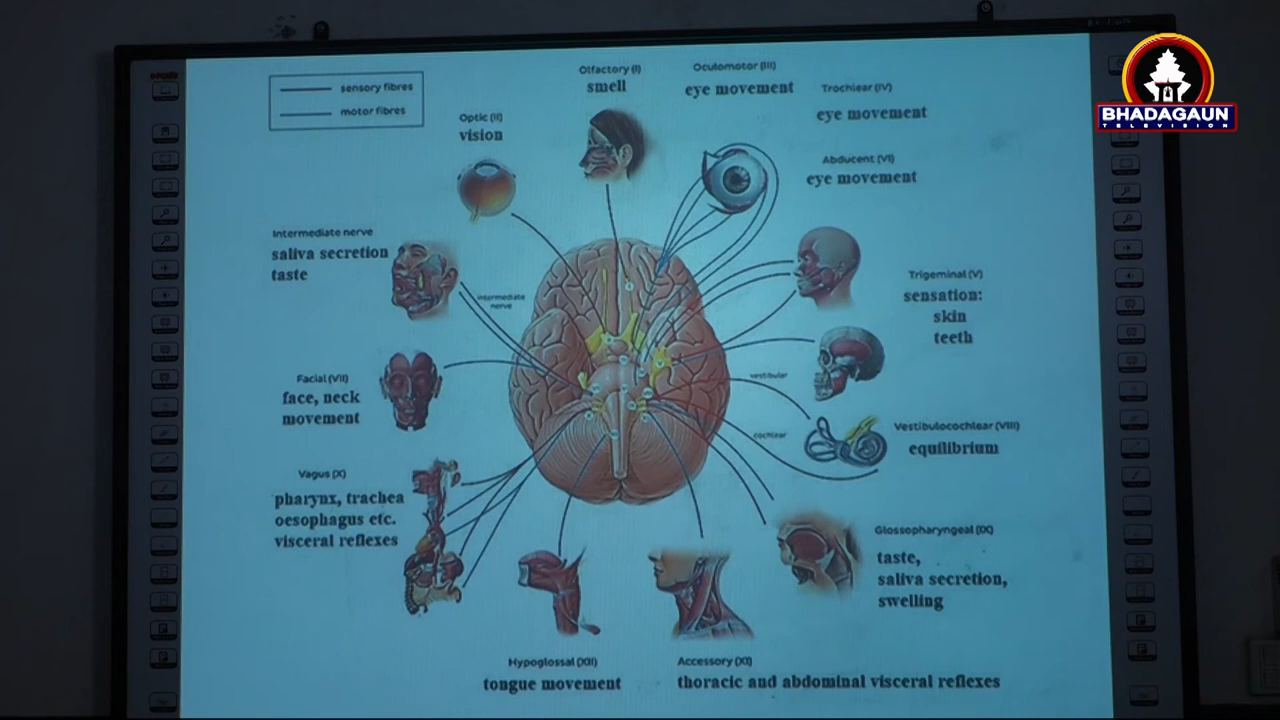 sensory fibres
motor fibres
Olfactory (I)
smell
Oculomotor (III)
eye movement
Trochlear (IV)
eye movement
Optic (II)
vision
Abducent (VI)
eye movement
Intermediate nerve
saliva secretion
taste
intermediate
nerve
Trigeminal (V)
sensation:
skin
teeth
Facial (VII)
face, neck
movement
vestibular
cochlear
Vestibulocochlear (VIII)
equilibrium
Vagus (X)
pharynx, trachea
oesophagus etc.
visceral reflexes
Glossopharyngeal (IX)
taste,
saliva secretion,
swelling
Hypoglossal (XII)
tongue movement
Accessory (XI)
thoracic and abdominal visceral reflexes
BHADAGAUN
TELEVISION